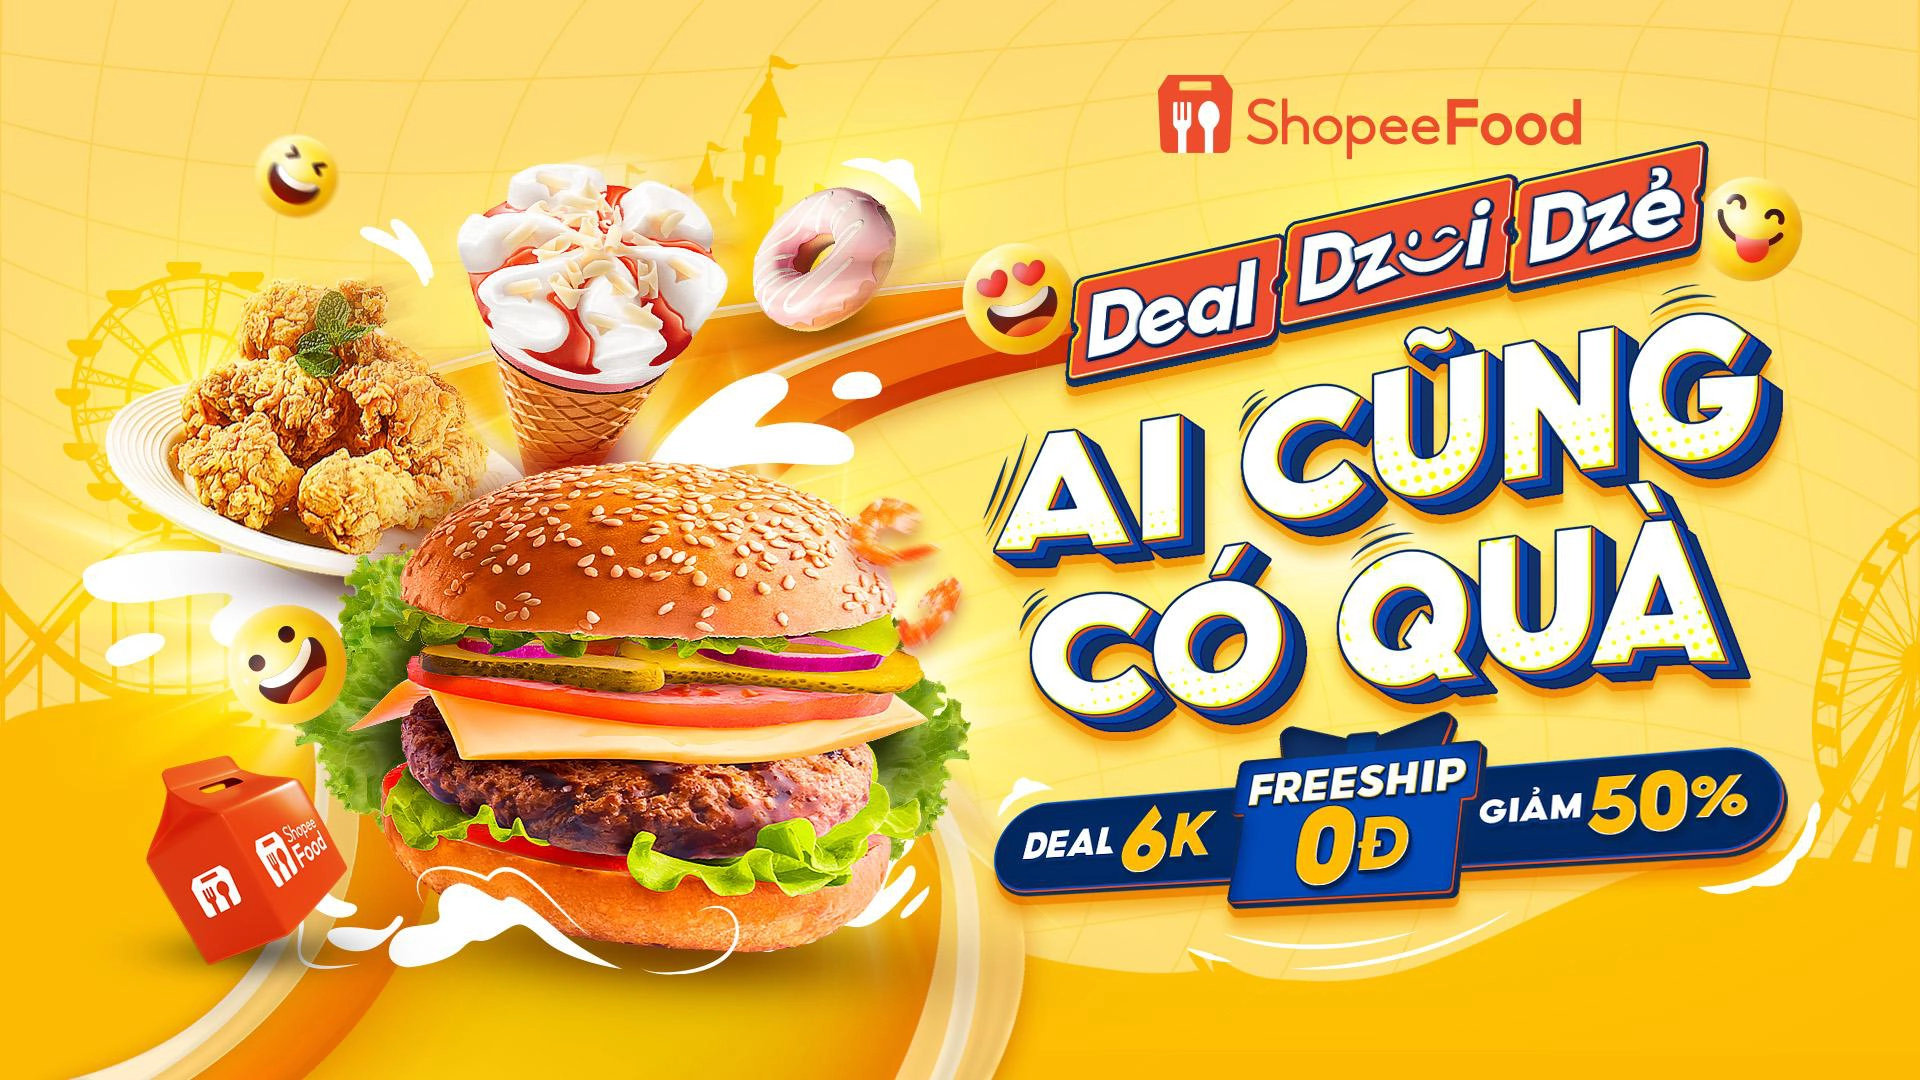 ShopeeFood
Deal Dzui Dzẻ
AI CŨNG
CÓ QUÀ
DEAL 6K
FREESHIP
0Đ
GIẢM 50%
Shopee
Food